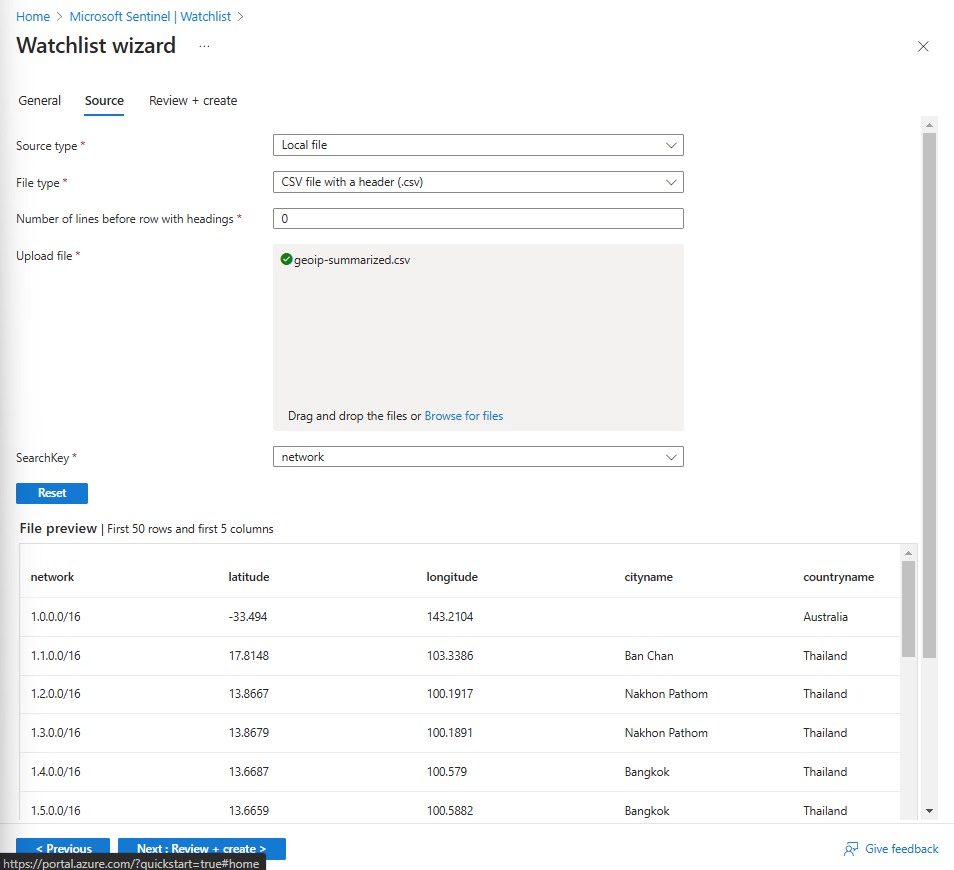 Home > Microsoft Sentinel | Watchlist >
Watchlist wizard ...
General Source Review + create
Source type * Local file
File type * CSV file with a header (.csv)
Number of lines before row with headings * 0
Upload file * geoip-summarized.csv
Drag and drop the files or Browse for files
SearchKey * network
Reset
File preview | First 50 rows and first 5 columns
network latitude longitude cityname countryname
1.0.0.0/16 -33.494 143.2104 Australia
1.1.0.0/16 17.8148 103.3386 Ban Chan Thailand
1.2.0.0/16 13.8667 100.1917 Nakhon Pathom Thailand
1.3.0.0/16 13.8679 100.1891 Nakhon Pathom Thailand
1.4.0.0/16 13.6687 100.579 Bangkok Thailand
1.5.0.0/16 13.6659 100.5882 Bangkok Thailand
< Previous Next : Review + create > Give feedback
https://portal.azure.com/?quickstart=true#home